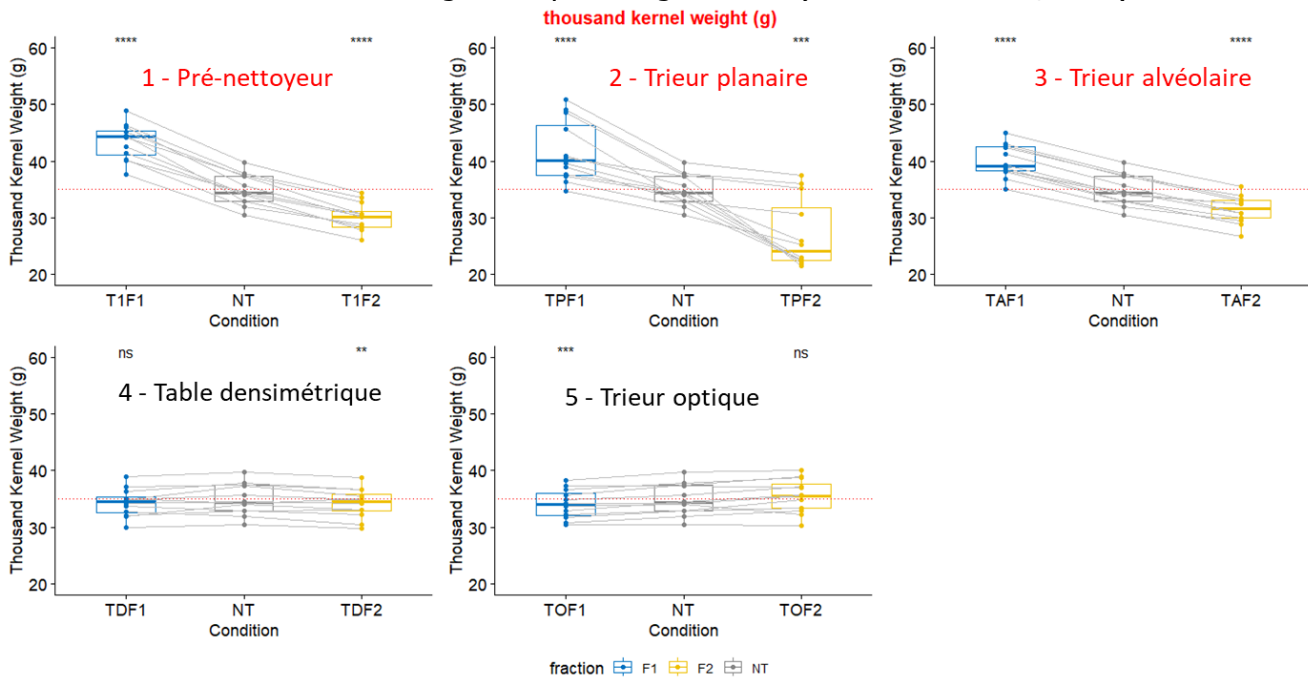 thousand kernel weight (g)
Thousand Kernel Weight (g)
60
50
40
30
20
****
****
1 - Pré-nettoyeur
T1F1 NT T1F2
Condition
Thousand Kernel Weight (g)
60
50
40
30
20
****
***
2 - Trieur planaire
TPF1 NT TPF2
Condition
Thousand Kernel Weight (g)
60
50
40
30
20
****
****
3 - Trieur alvéolaire
TAF1 NT TAF2
Condition
Thousand Kernel Weight (g)
60
50
40
30
20
ns
**
4 - Table densimétrique
TDF1 NT TDF2
Condition
Thousand Kernel Weight (g)
60
50
40
30
20
***
ns
5 - Trieur optique
TOF1 NT TOF2
Condition
fraction F1 F2 NT